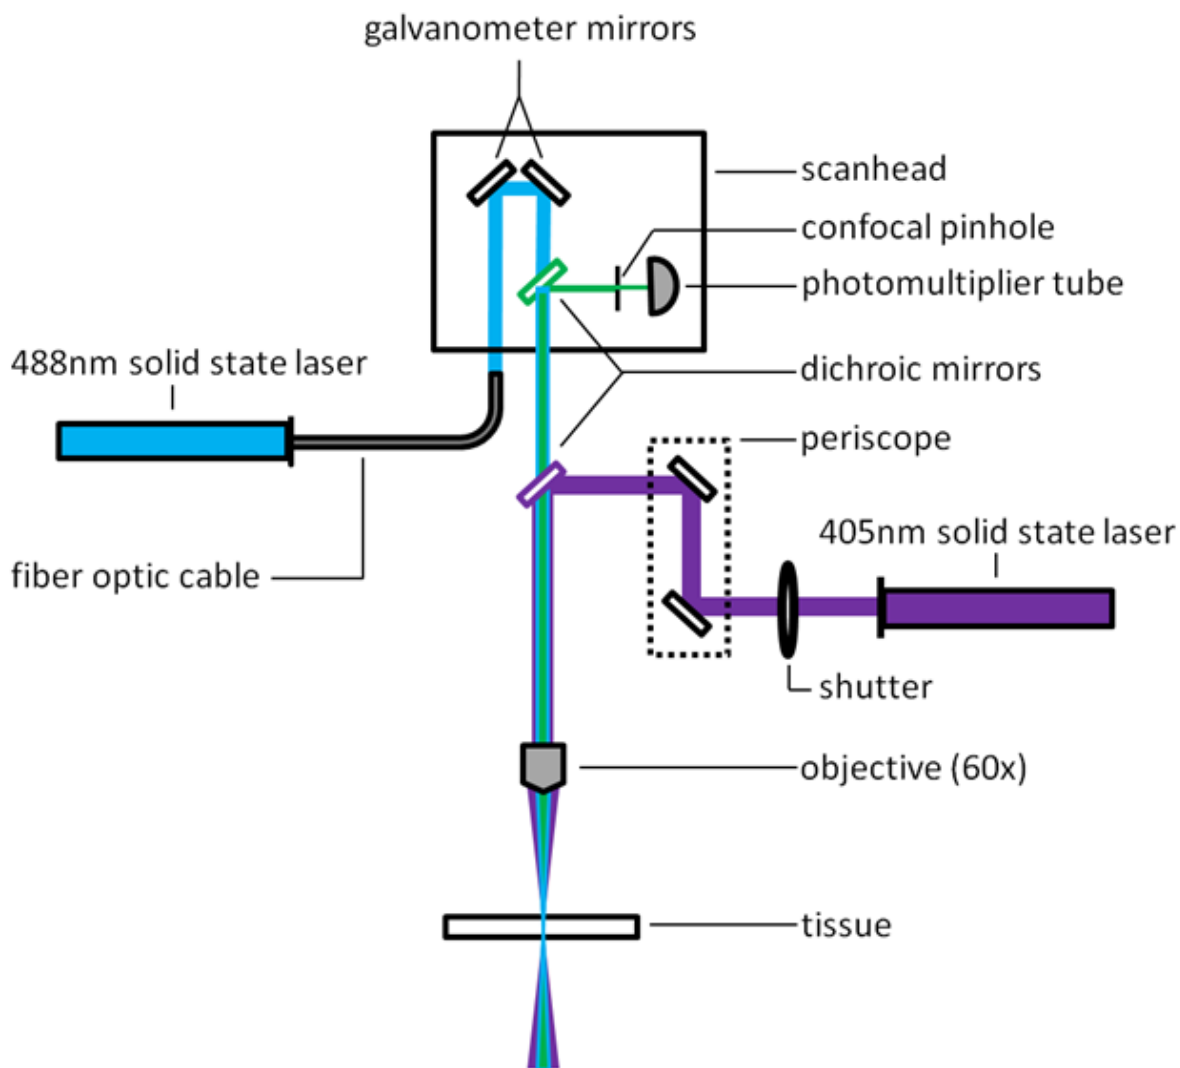 galvanometer mirrors
scanhead
confocal pinhole
photomultiplier tube
488nm solid state laser
dichroic mirrors
periscope
405nm solid state laser
fiber optic cable
shutter
objective (60x)
tissue